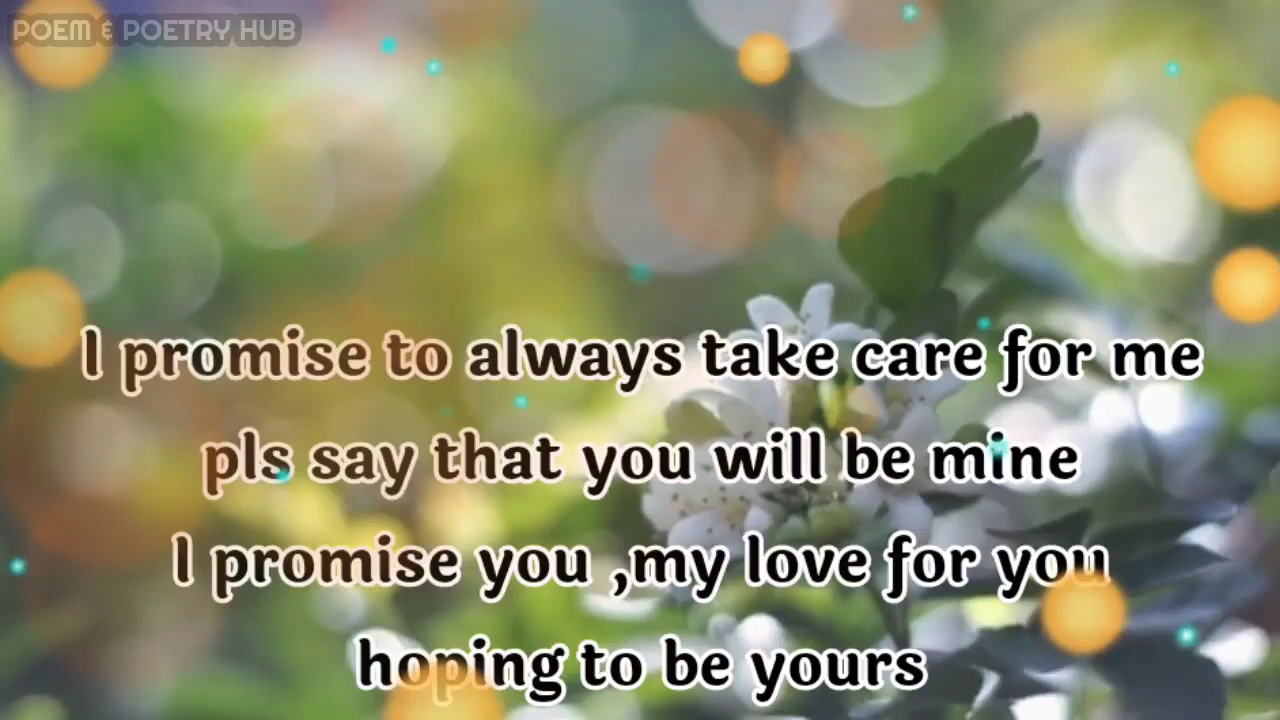 POEM & POETRY HUB
I promise to always take care for me
pls say that you will be mine
I promise you ,my love for you
hoping to be yours